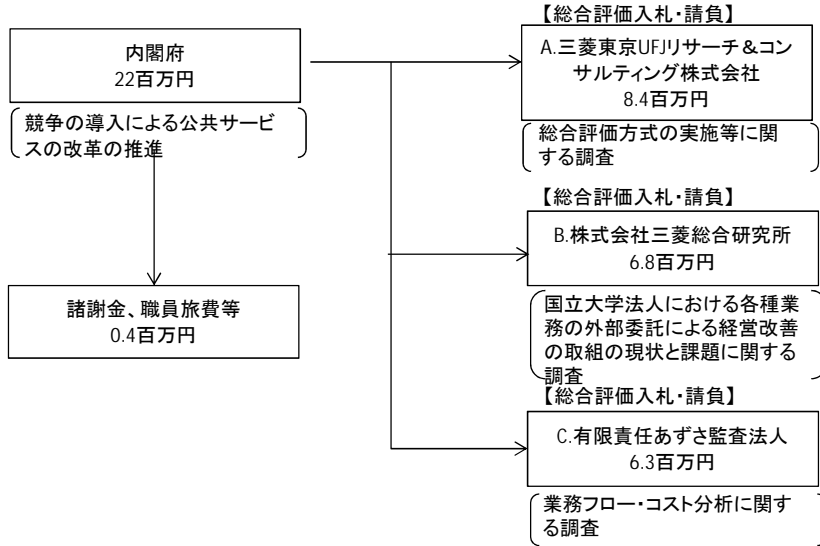 内閣府
22百万円
競争の導入による公共サービ
スの改革の推進
諸謝金、職員旅費等
0.4百万円
【総合評価入札・請負】
A.三菱東京UFJリサーチ&コン
サルティング株式会社
8.4百万円
総合評価方式の実施等に関
する調査
【総合評価入札・請負】
B.株式会社三菱総合研究所
6.8百万円
国立大学法人における各種業
務の外部委託による経営改善
の取組の現状と課題に関する
調査
【総合評価入札・請負】
C.有限責任あずさ監査法人
6.3百万円
業務フロー・コスト分析に関す
る調査